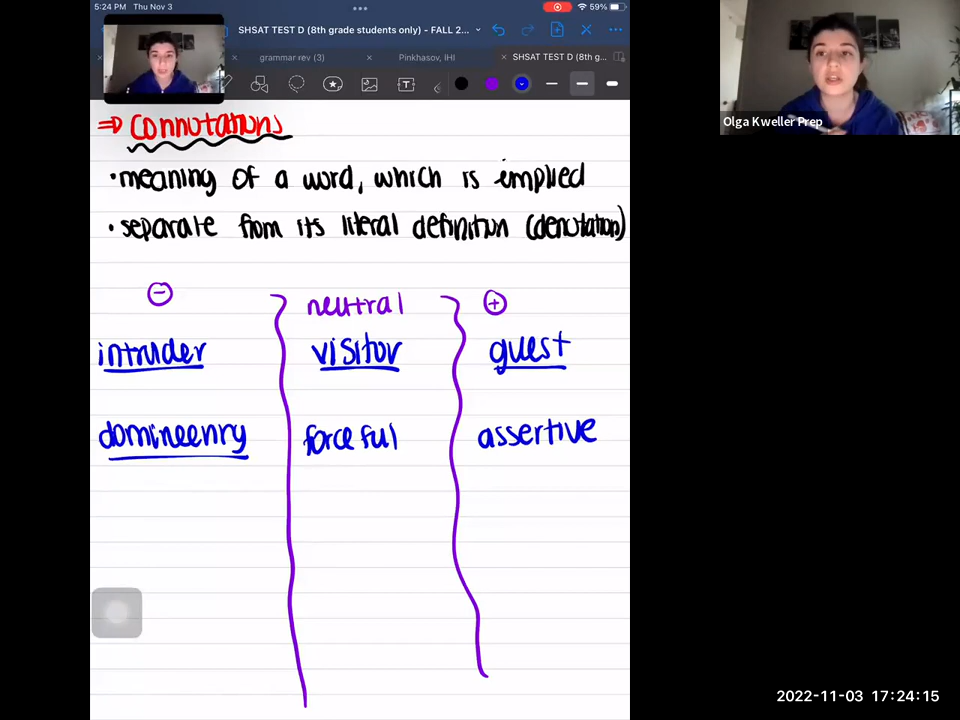 5:24 PM Thu Nov 3
59%
SHSAT TEST D (8th grade students only) – FALL 2...
grammar rev (3)
Pinkhasov, IHI
SHSAT TEST D (8th g...
Olga Kweller Prep
⇒ Connotations
• meaning of a word, which is implied
• separate from its literal definition (denotation)
⊖ neutral ⊕
intruder visitor guest
domineenry forceful assertive
2022-11-03 17:24:15